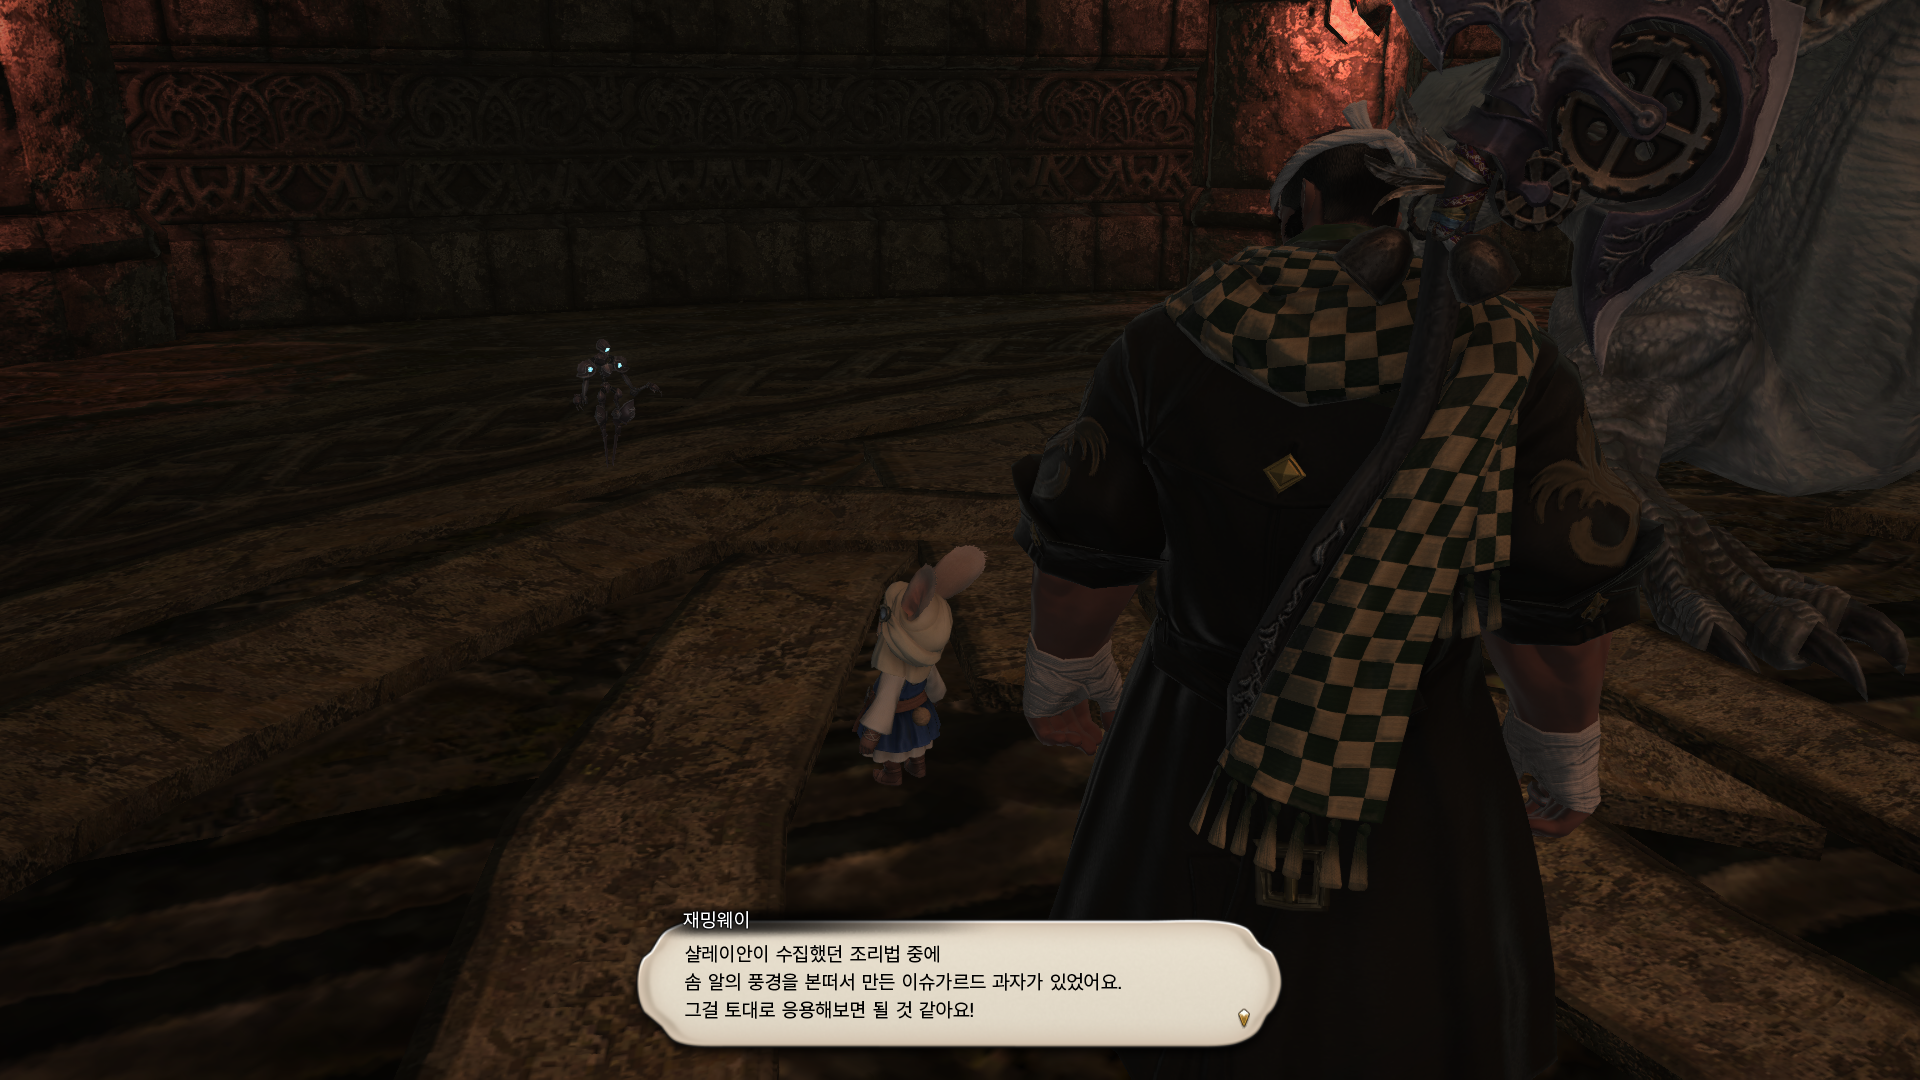 재밍웨이
샬레이안이 수집했던 조리법 중에
솜 알의 풍경을 본떠서 만든 이슈가르드 과자가 있었어요.
그걸 토대로 응용해보면 될 것 같아요!